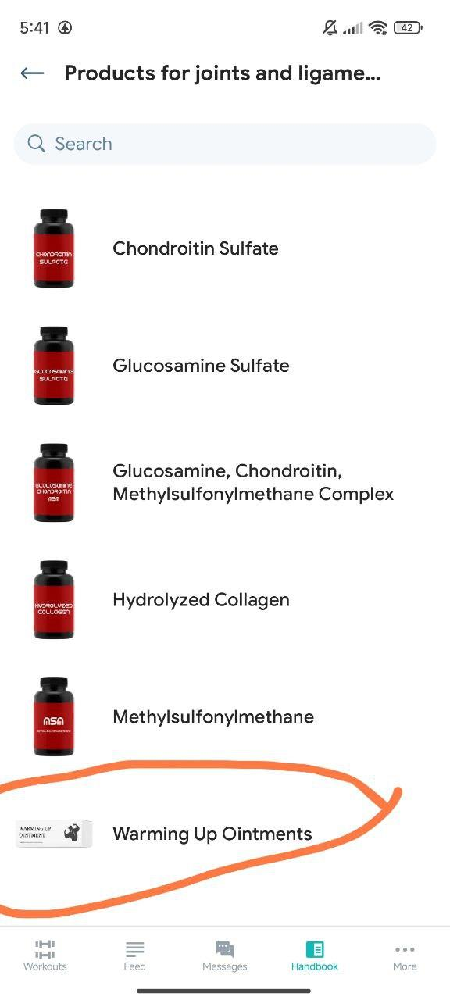 5:41
42
Products for joints and ligame...
Search
CHONDROITIN
SULFATE
Chondroitin Sulfate
GLUCOSAMINE
SULFATE
Glucosamine Sulfate
GLUCOSAMINE
CHONDROITIN
MSM
Glucosamine, Chondroitin,
Methylsulfonylmethane Complex
HYDROLYZED
COLLAGEN
Hydrolyzed Collagen
MSM
Methylsulfonylmethane
WARMING UP
OINTMENT
Warming Up Ointments
Workouts
Feed
Messages
Handbook
More